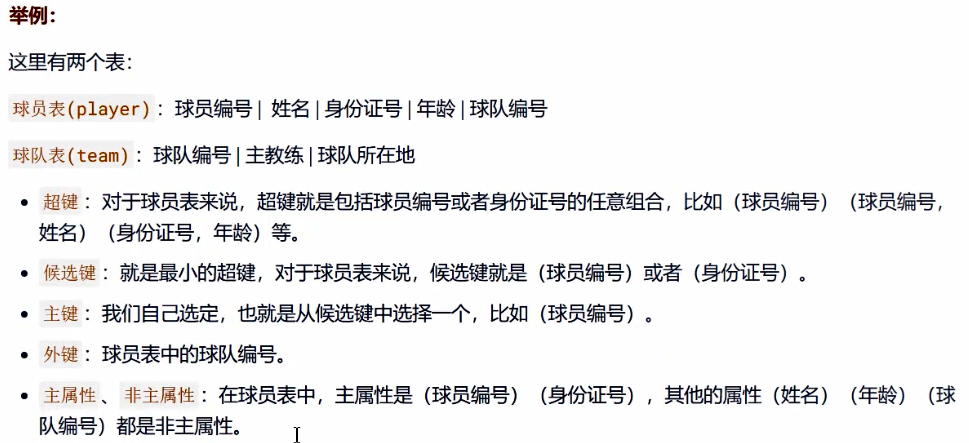 举例：
这里有两个表：
球员表(player)：球员编号 | 姓名 | 身份证号 | 年龄 | 球队编号
球队表(team)：球队编号 | 主教练 | 球队所在地
• 超键：对于球员表来说，超键就是包括球员编号或者身份证号的任意组合，比如（球员编号）（球员编号，
姓名）（身份证号，年龄）等。
• 候选键：就是最小的超键，对于球员表来说，候选键就是（球员编号）或者（身份证号）。
• 主键：我们自己选定，也就是从候选键中选择一个，比如（球员编号）。
• 外键：球员表中的球队编号。
• 主属性、非主属性：在球员表中，主属性是（球员编号）（身份证号），其他的属性（姓名）（年龄）（球
队编号）都是非主属性。